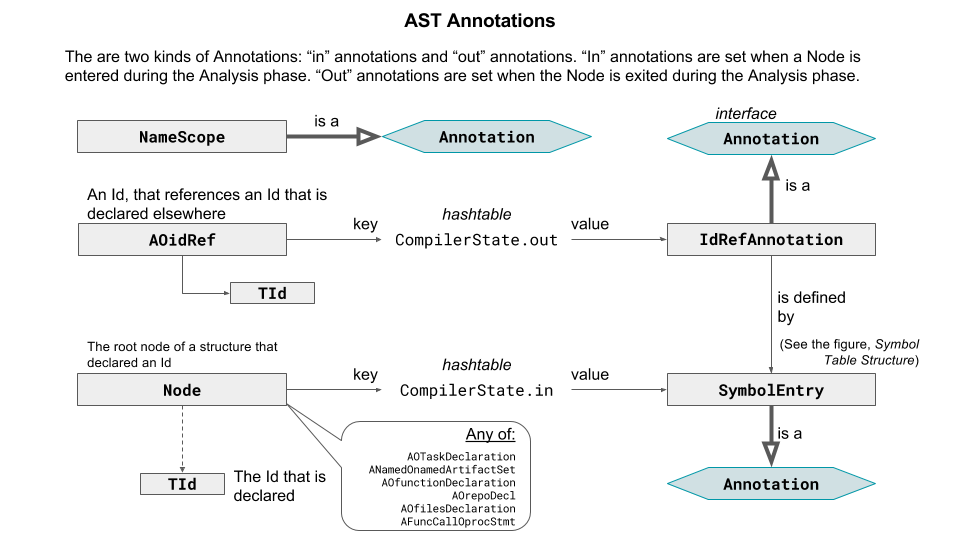 AST Annotations
The are two kinds of Annotations: “in” annotations and “out” annotations. “In” annotations are set when a Node is
entered during the Analysis phase. “Out” annotations are set when the Node is exited during the Analysis phase.
NameScope
is a
Annotation
interface
Annotation
is a
An Id, that references an Id that is
declared elsewhere
AOidRef
key
hashtable
CompilerState.out
value
IdRefAnnotation
TId
is defined
by
(See the figure, Symbol
Table Structure)
The root node of a structure that
declared an Id
Node
key
hashtable
CompilerState.in
value
SymbolEntry
is a
Annotation
TId
The Id that is
declared
Any of:
AOTaskDeclaration
ANamedOnamedArtifactSet
AOfunctionDeclaration
AOrepoDecl
AOfilesDeclaration
AFuncCallOprocStmt